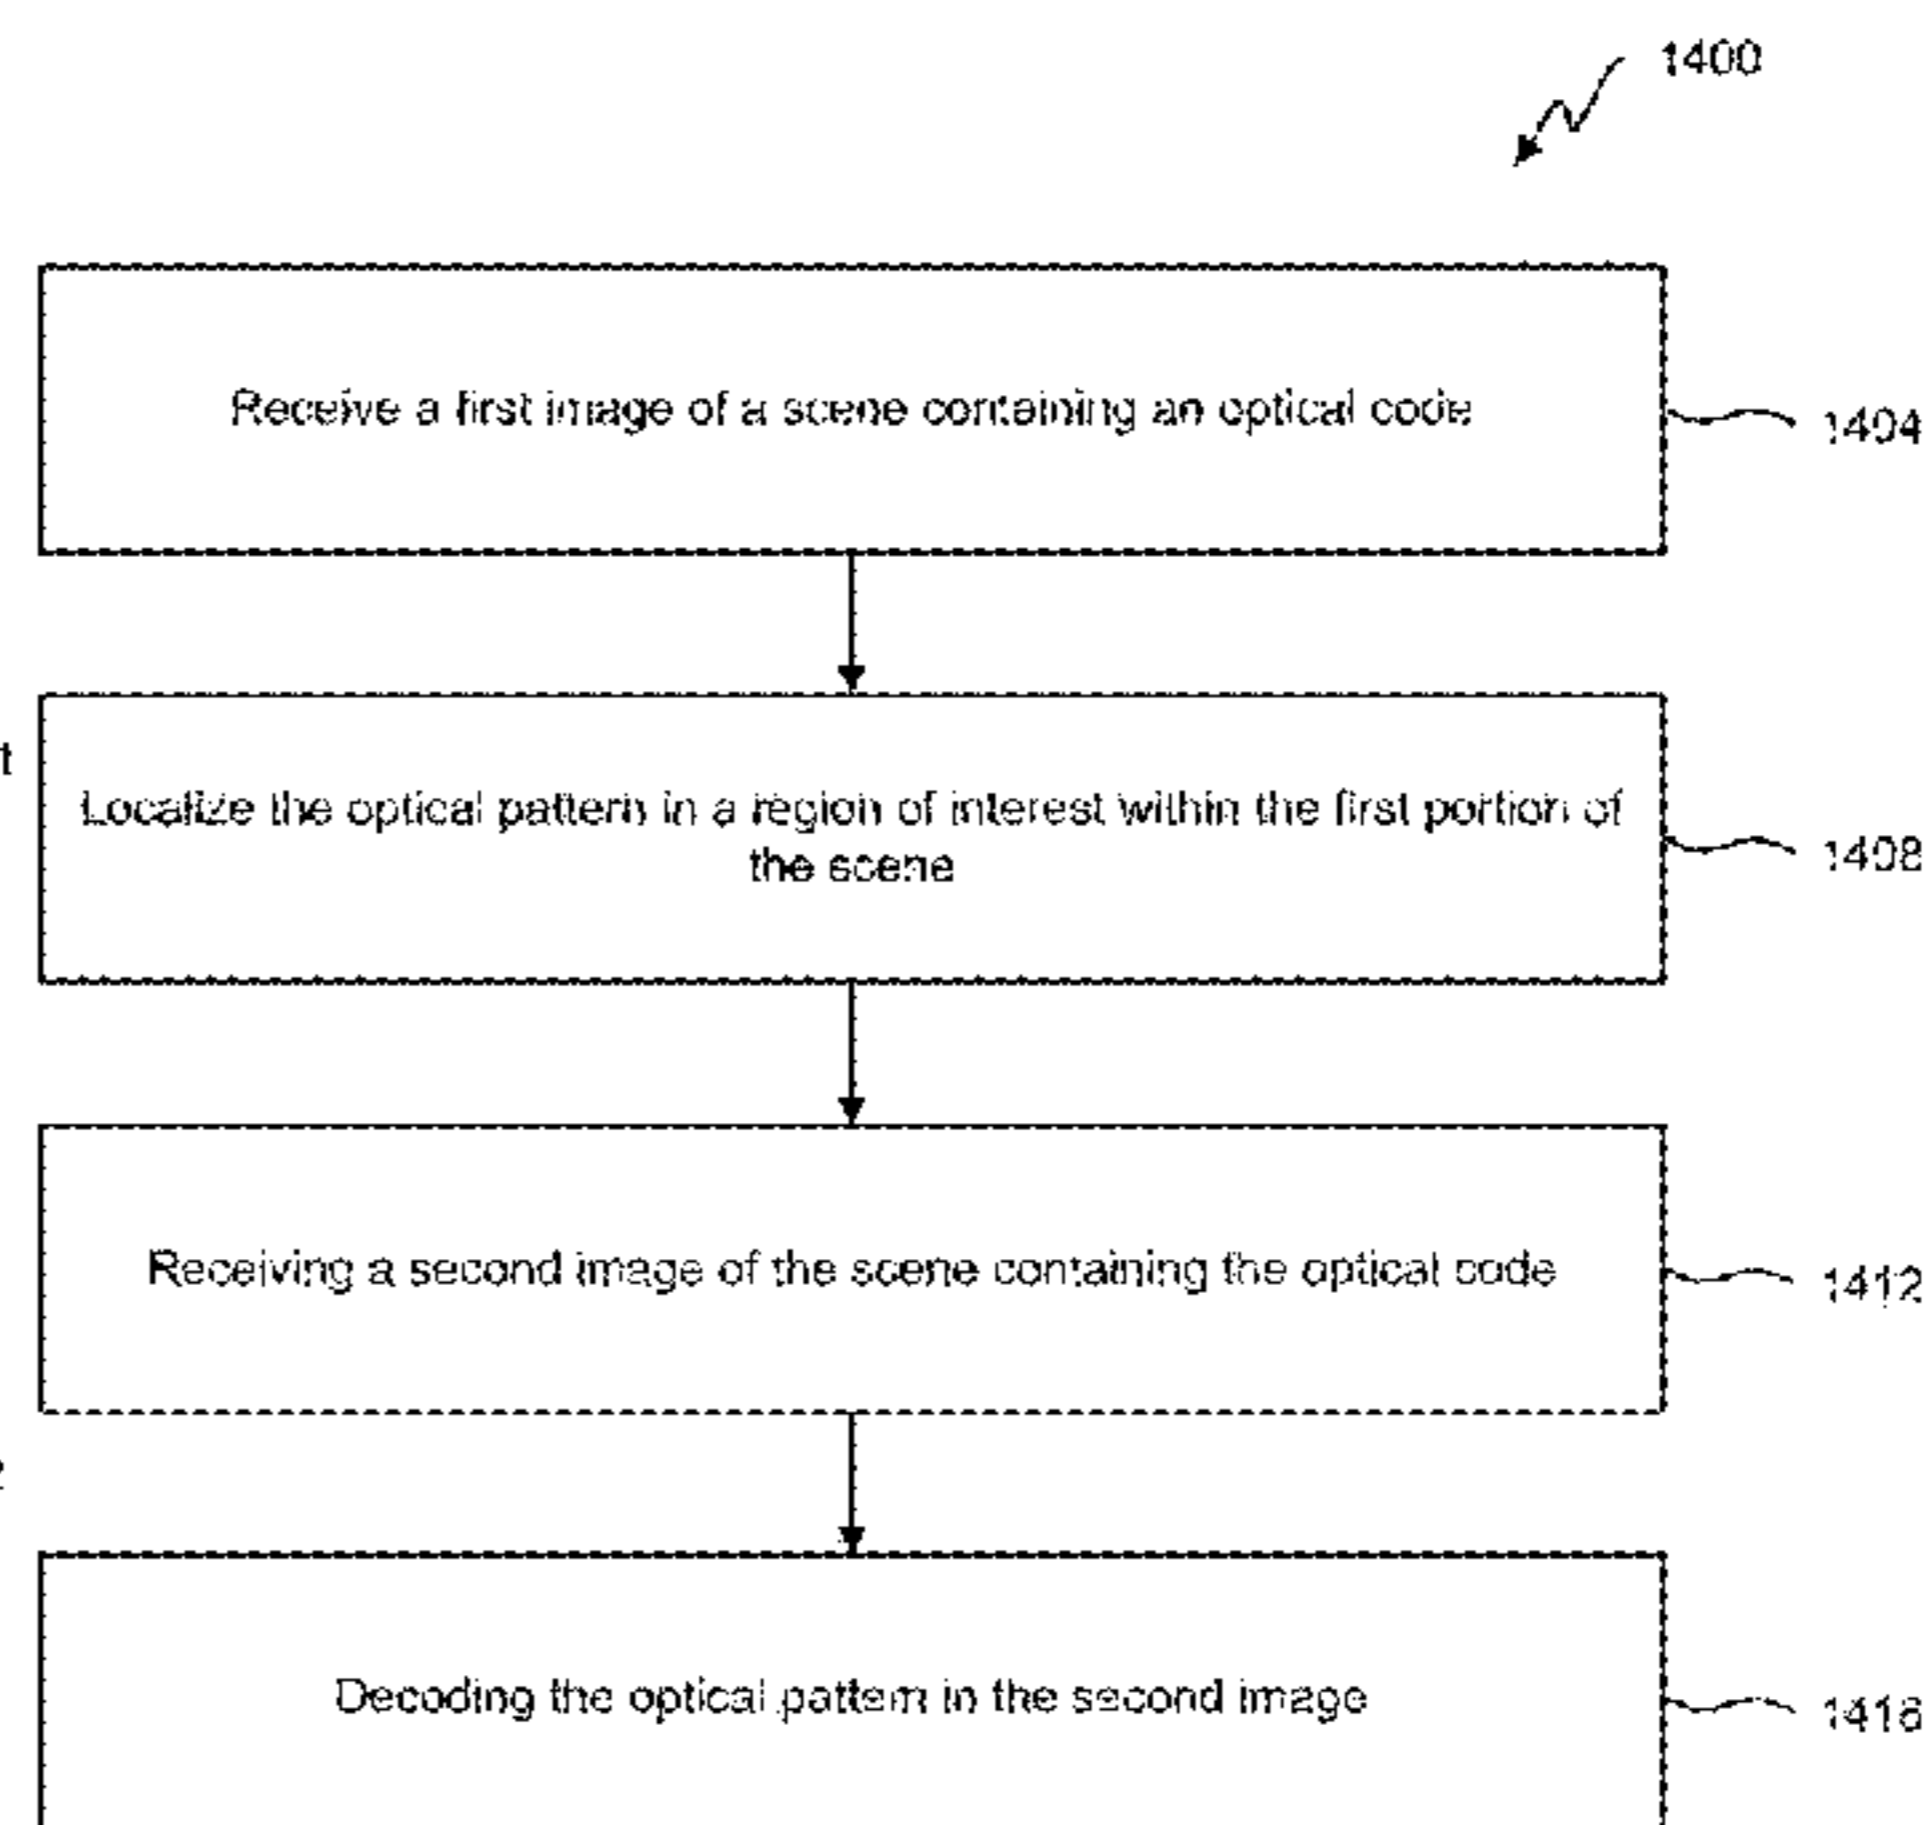 1400
Receive a first image of a scene containing an optical code
1404
t
Localize the optical pattern in a region of interest within the first portion of
the scene
1408
Receiving a second image of the scene containing the optical code
1412
2
Decoding the optical pattern in the second image
1416